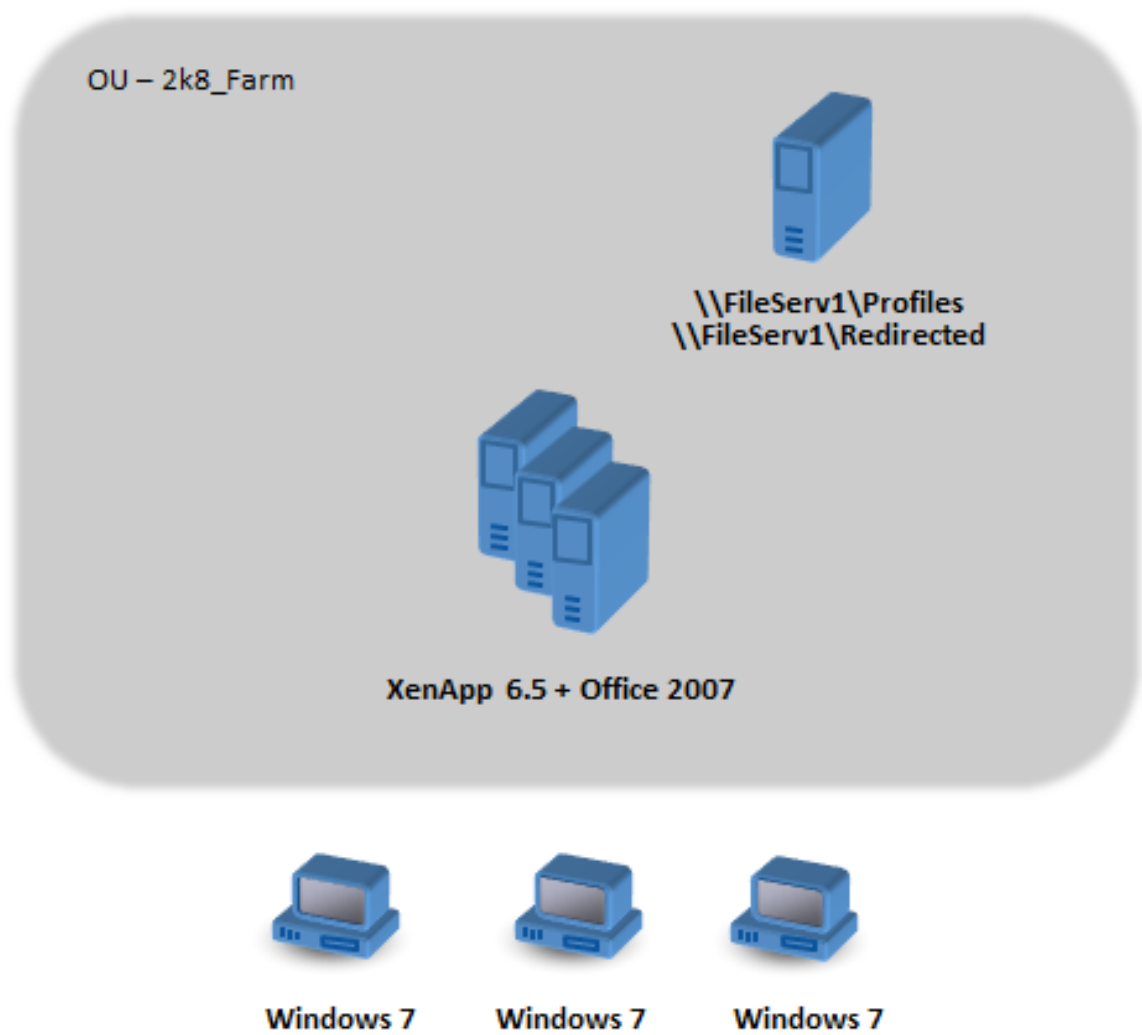 OU – 2k8_Farm
\\FileServ1\Profiles
\\FileServ1\Redirected
XenApp 6.5 + Office 2007
Windows 7
Windows 7
Windows 7